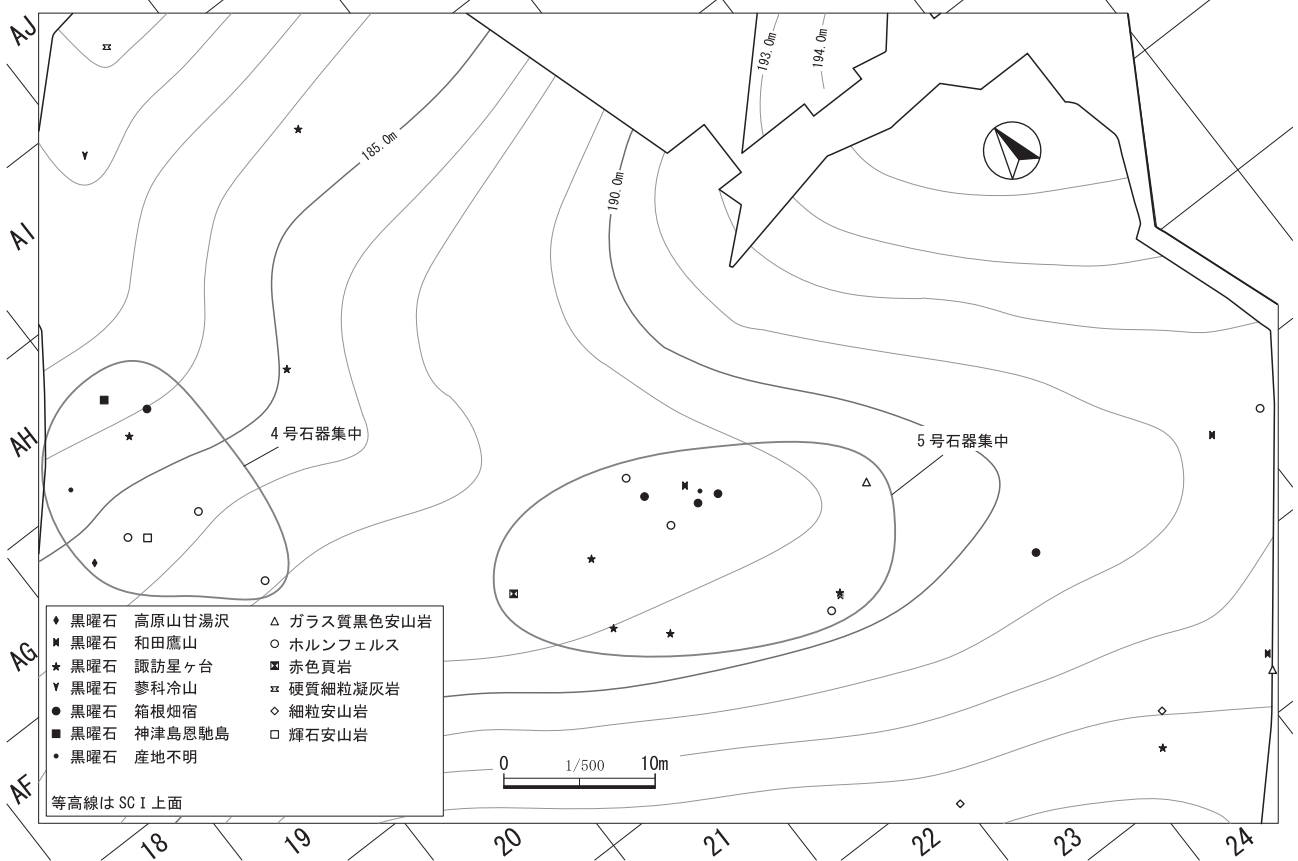 AJ
193.0m
194.0m
185.0m
190.0m
AI
AH
4号石器集中
5号石器集中
AG
黒曜石 高原山甘湯沢
黒曜石 和田鷹山
黒曜石 諏訪星ヶ台
黒曜石 蓼科冷山
黒曜石 箱根畑宿
黒曜石 神津島恩馳島
黒曜石 産地不明
ガラス質黒色安山岩
ホルンフェルス
赤色頁岩
硬質細粒凝灰岩
細粒安山岩
輝石安山岩
等高線はSCⅠ上面
0 1/500 10m
AF
18 19 20 21 22 23 24